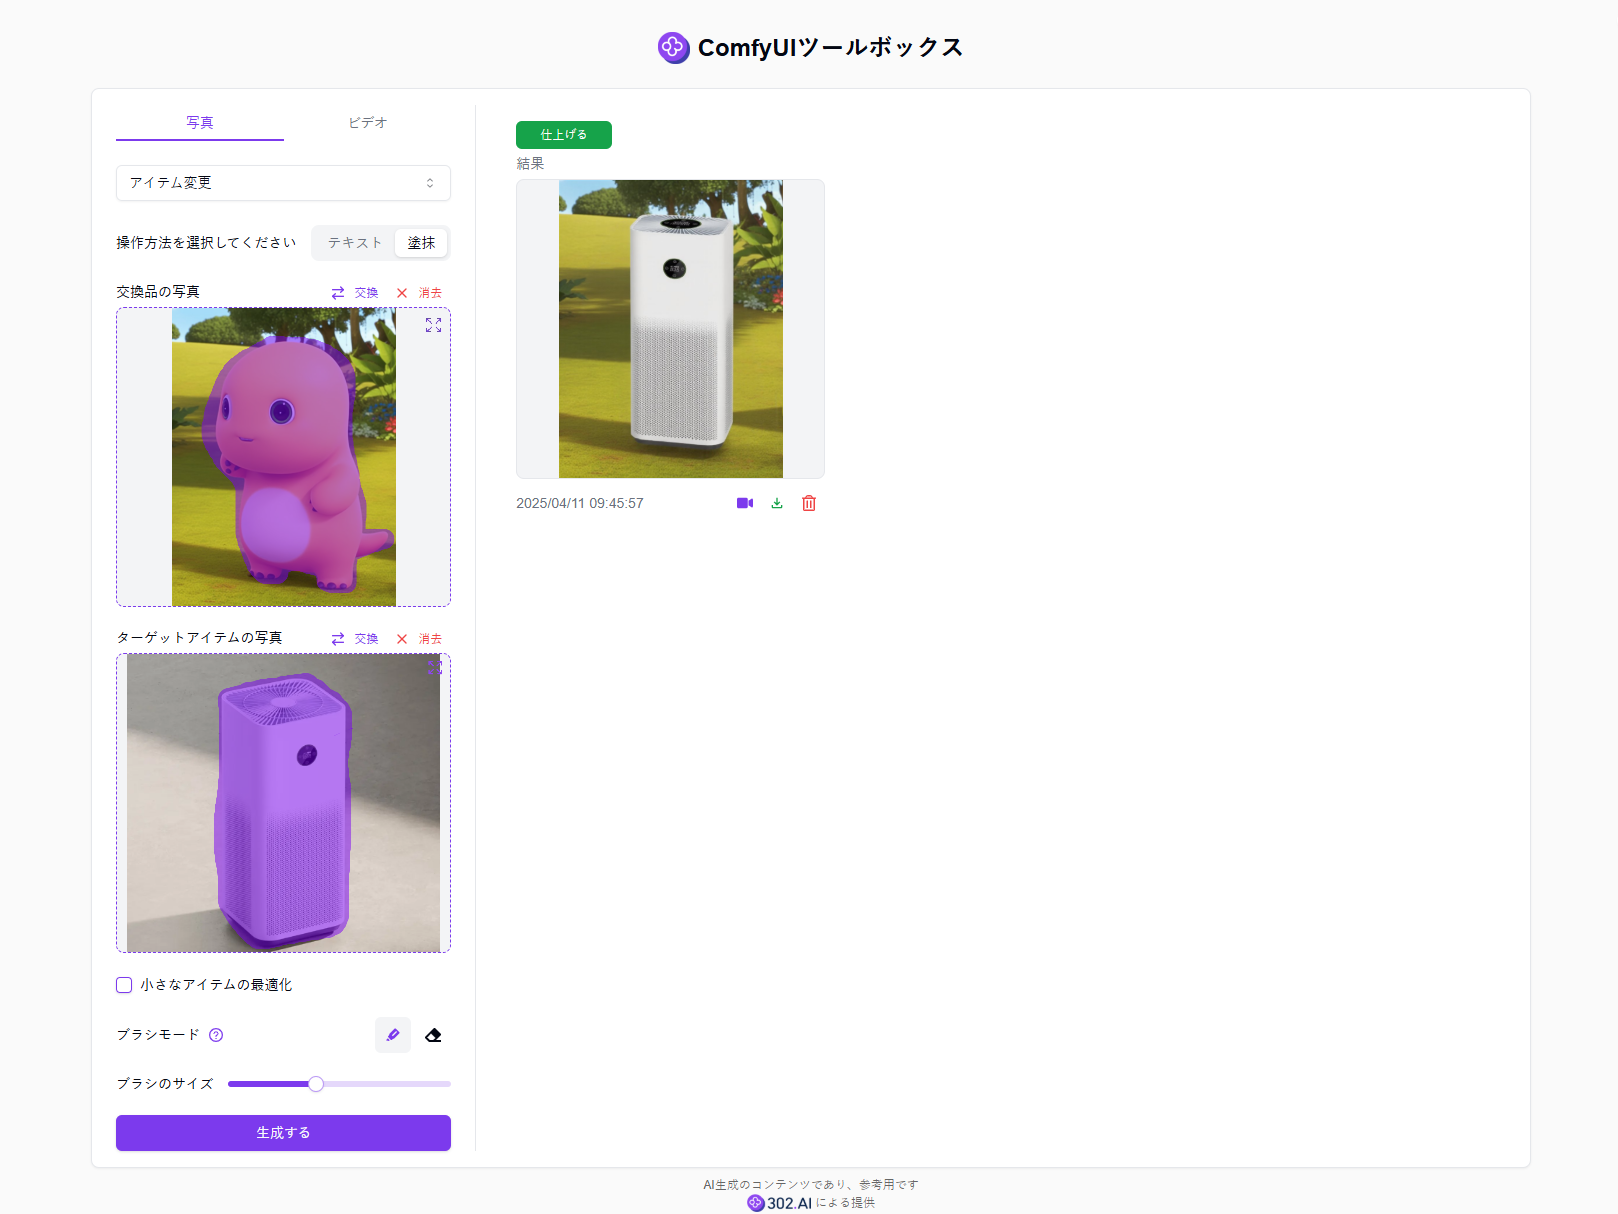 ComfyUIツールボックス
写真
ビデオ
アイテム変更
操作方法を選択してください
テキスト
塗抹
交換品の写真
交換
消去
ターゲットアイテムの写真
交換
消去
小さなアイテムの最適化
ブラシモード
ブラシのサイズ
生成する
仕上げる
結果
2025/04/11 09:45:57
AI生成のコンテンツであり、参考用です
302.AI による提供